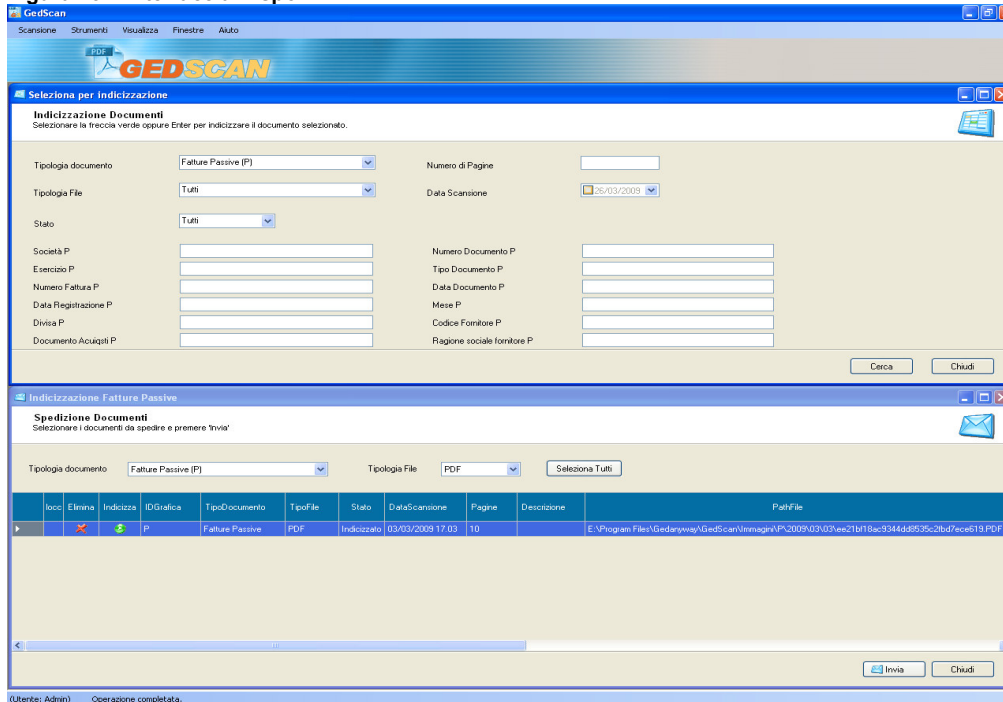 GedScan
Scansione Strumenti Visualizza Finestre Aiuto
PDF
GEDSCAN
Seleziona per indicizzazione
Indicizzazione Documenti
Selezionare la freccia verde oppure Enter per indicizzare il documento selezionato.
Tipologia documento Fatture Passive (P) Numero di Pagine
Tipologia File Tutti Data Scansione 26/03/2009
Stato Tutti
Società P Numero Documento P
Esercizio P Tipo Documento P
Numero Fattura P Data Documento P
Data Registrazione P Mese P
Divisa P Codice Fornitore P
Documento Acuiqsti P Ragione sociale fornitore P
Cerca Chiudi
Indicizzazione Fatture Passive
Spedizione Documenti
Selezionare i documenti da spedire e premere 'Invia'
Tipologia documento Fatture Passive (P) Tipologia File PDF Seleziona Tutti
locc Elimina Indicizza IDGrafica TipoDocumento TipoFile Stato DataScansione Pagine Descrizione PathFile
P Fatture Passive PDF Indicizzato 03/03/2009 17.03 10 E:\Program Files\Gedanyway\GedScan\Immagini\P\2009\03\03\ee21bf18ac9344dd8535c2fbd7ece619.PDF
Invia Chiudi
(Utente: Admin) Operazione completata.